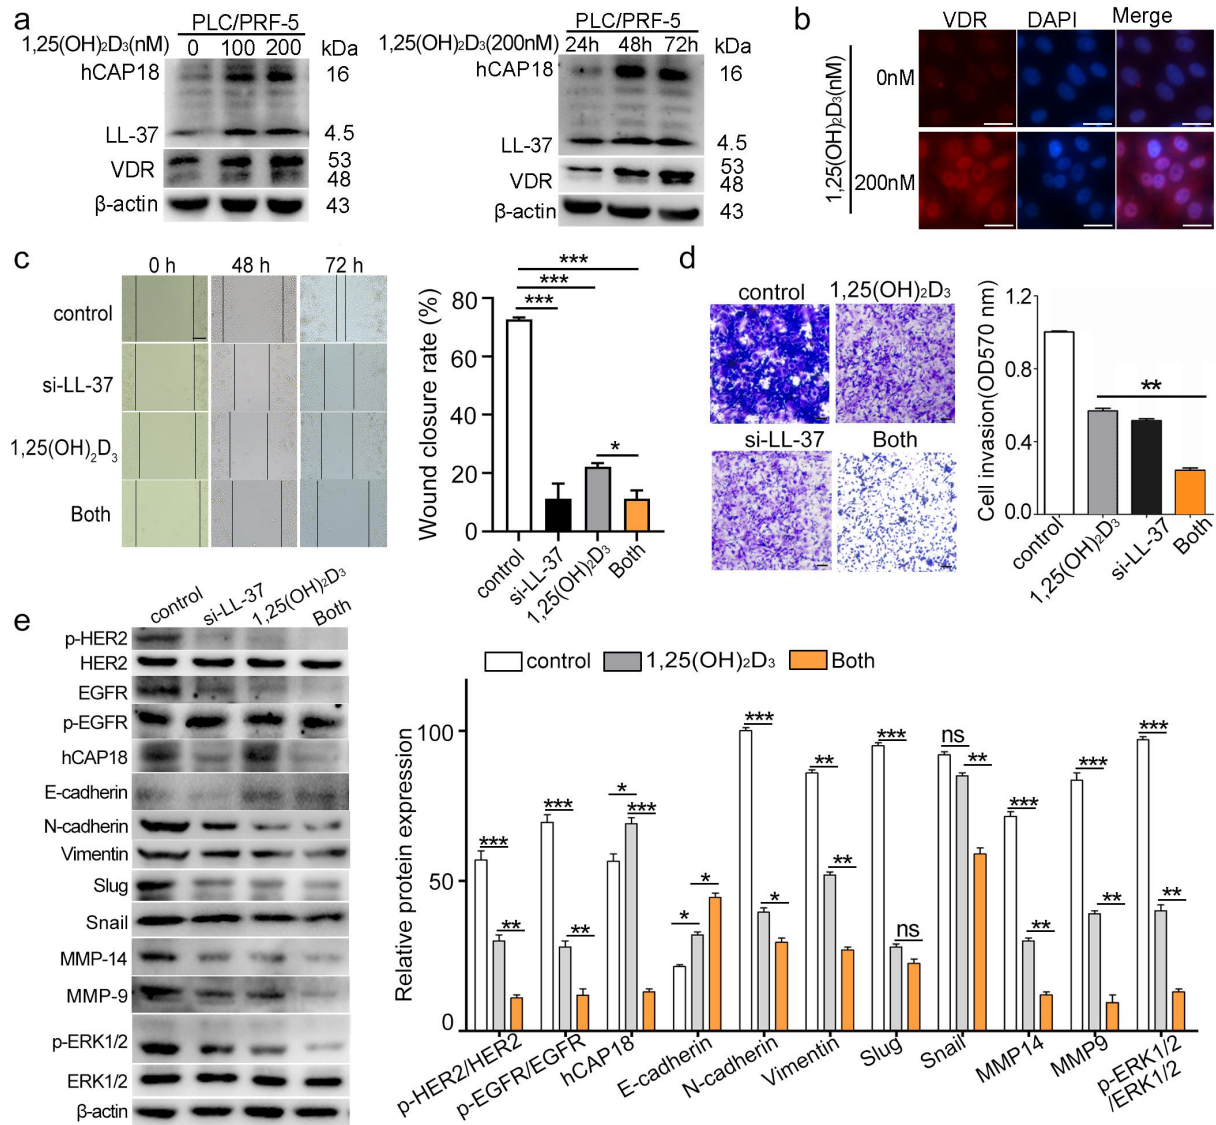 a
PLC/PRF-5
1,25(OH)₂D₃(nM) 0 100 200 kDa
hCAP18 16
LL-37 4.5
VDR 53
48
β-actin 43
PLC/PRF-5
1,25(OH)₂D₃(200nM) 24h 48h 72h kDa
hCAP18 16
LL-37 4.5
VDR 53
48
β-actin 43
b
VDR DAPI Merge
1,25(OH)₂D₃(nM)
0nM
200nM
c
0 h 48 h 72 h
control
si-LL-37
1,25(OH)₂D₃
Both
Wound closure rate (%)
80
60
40
20
0
***
***
***
*
control
si-LL-37
1,25(OH)₂D₃
Both
d
control 1,25(OH)₂D₃
si-LL-37 Both
Cell invasion(OD570 nm)
1.2
0.8
0.4
0.0
**
control
1,25(OH)₂D₃
si-LL-37
Both
e
control si-LL-37 1,25(OH)₂D₃ Both
p-HER2
HER2
EGFR
p-EGFR
hCAP18
E-cadherin
N-cadherin
Vimentin
Slug
Snail
MMP-14
MMP-9
p-ERK1/2
ERK1/2
β-actin
control 1,25(OH)₂D₃ Both
Relative protein expression
100
50
0
*** **
*** **
* ***
* *
*** *
** **
*** ns
ns **
*** **
*** **
*** **
p-HER2/HER2
p-EGFR/EGFR
hCAP18
E-cadherin
N-cadherin
Vimentin
Slug
Snail
MMP14
MMP9
p-ERK1/2
/ERK1/2